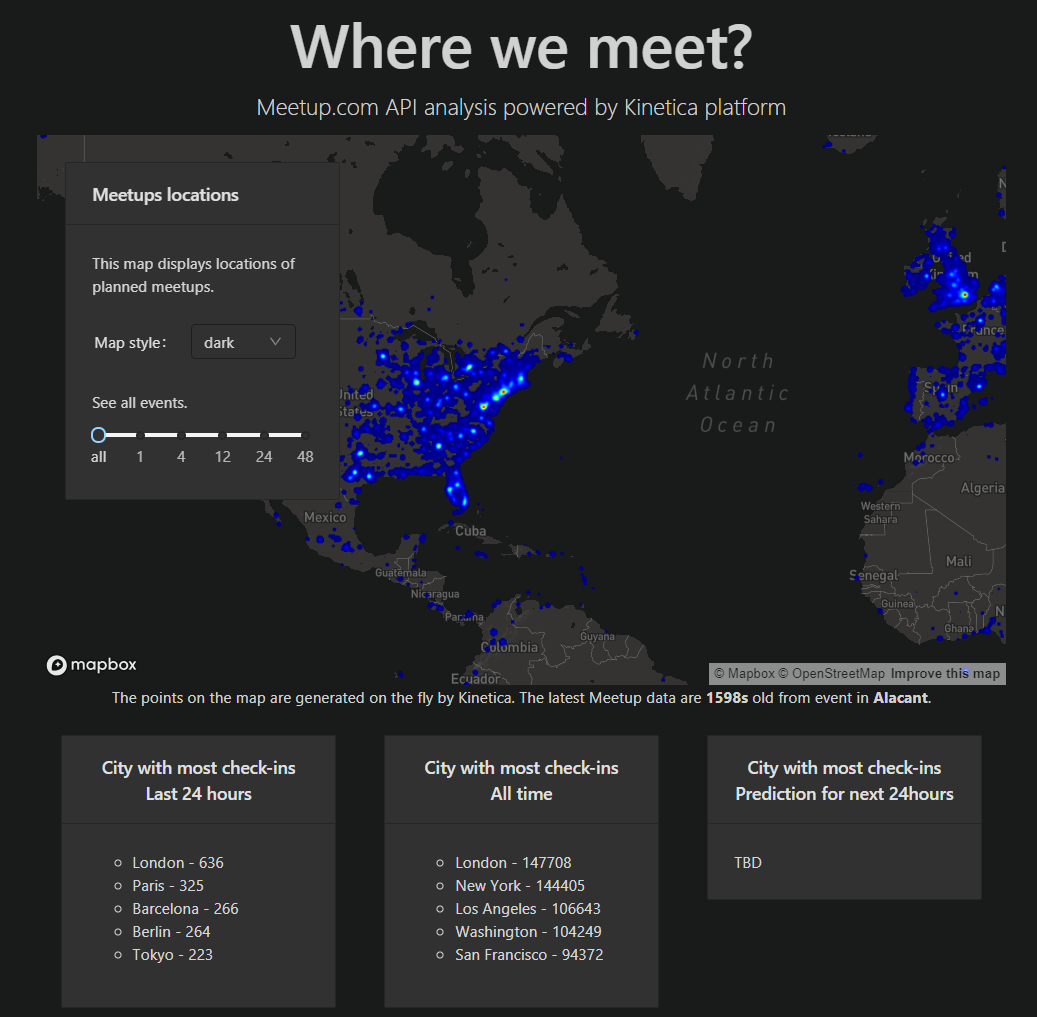 Where we meet?
Meetup.com API analysis powered by Kinetica platform
Meetups locations
This map displays locations of
planned meetups.
Map style:
dark
See all events.
all 1 4 12 24 48
United
States
Mexico
Cuba
Guatemala
Nicaragua
Panama
Colombia
Guyana
Ecuador
North
Atlantic
Ocean
United
Kingdom
France
Spain
Morocco
Algeria
Western
Sahara
Mali
Senegal
Guinea
Ghana
mapbox
© Mapbox © OpenStreetMap Improve this map
The points on the map are generated on the fly by Kinetica. The latest Meetup data are 1598s old from event in Alacant.
City with most check-ins
Last 24 hours
London - 636
Paris - 325
Barcelona - 266
Berlin - 264
Tokyo - 223
City with most check-ins
All time
London - 147708
New York - 144405
Los Angeles - 106643
Washington - 104249
San Francisco - 94372
City with most check-ins
Prediction for next 24hours
TBD